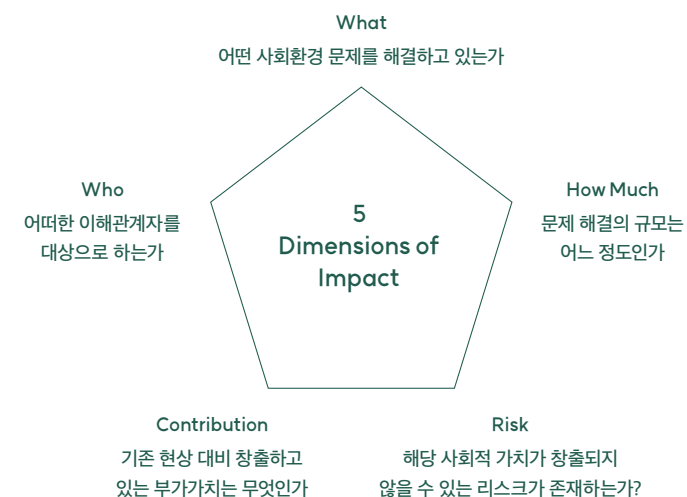 What
어떤 사회환경 문제를 해결하고 있는가
Who
어떠한 이해관계자를
대상으로 하는가
5
Dimensions of
Impact
How Much
문제 해결의 규모는
어느 정도인가
Contribution
기존 현상 대비 창출하고
있는 부가가치는 무엇인가
Risk
해당 사회적 가치가 창출되지
않을 수 있는 리스크가 존재하는가?